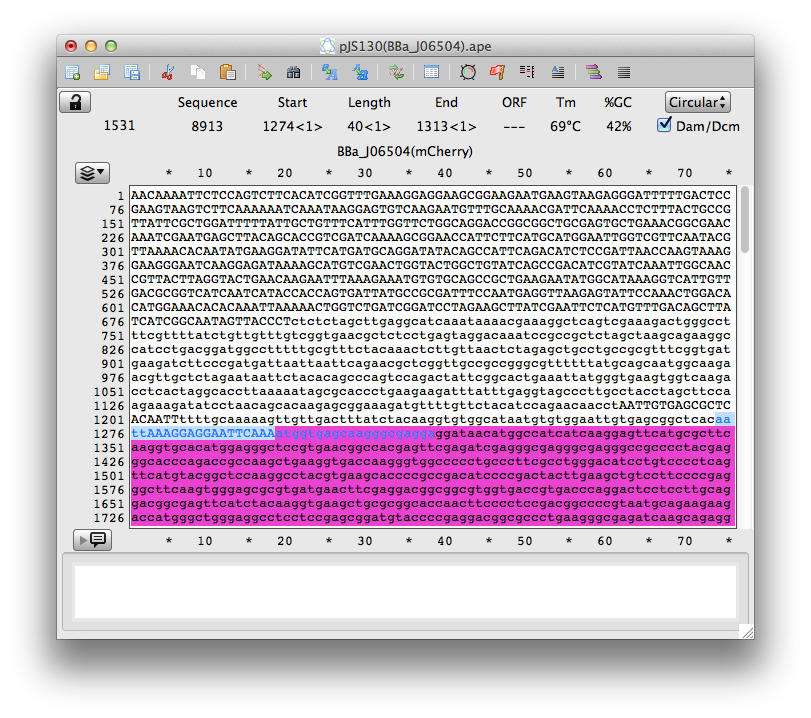 pJS130(BBa_J06504).ape
Sequence Start Length End ORF Tm %GC Circular
1531 8913 1274<1> 40<1> 1313<1> --- 69°C 42% Dam/Dcm
BBa_J06504(mCherry)
* 10 * 20 * 30 * 40 * 50 * 60 * 70 *
1 AACAAAATTCTCCAGTCTTCACATCGGTTTGAAAGGAGGAAGCGGAAGAATGAAGTAAGAGGGATTTTTGACTCC
76 GAAGTAAGTCTTCAAAAAATCAAATAAGGAGTGTCAAGAATGTTTGCAAAACGATTCAAAACCTCTTTACTGCCG
151 TTATTCGCTGGATTTTTATTGCTGTTTCATTTGGTTCTGGCAGGACCGGCGGCTGCGAGTGCTGAAACGGCGAAC
226 AAATCGAATGAGCTTACAGCACCGTCGATCAAAAGCGGAACCATTCTTCATGCATGGAATTGGTCGTTCAATACG
301 TTAAAACACAATATGAAGGATATTCATGATGCAGGATATACAGCCATTCAGACATCTCCGATTAACCAAGTAAAG
376 GAAGGGAATCAAGGAGATAAAAGCATGTCGAACTGGTACTGGCTGTATCAGCCGACATCGTATCAAATTGGCAAC
451 CGTTACTTAGGTACTGAACAAGAATTTAAAGAAATGTGTGCAGCCGCTGAAGAATATGGCATAAAGGTCATTGTT
526 GACGCGGTCATCAATCATACCACCAGTGATTATGCCGCGATTTCCAATGAGGTTAAGAGTATTCCAAACTGGACA
601 CATGGAAACACACAAATTAAAAACTGGTCTGATCGGATCCTAGAAGCTTATCGAATTCTCATGTTTGACAGCTTA
676 TCATCGGCAATAGTTACCCTctctctagcttgaggcatcaaataaaacgaaaggctcagtcgaaagactgggcct
751 ttcgttttatctgttgtttgtcggtgaacgctctcctgagtaggacaaatccgccgctctagctaagcagaaggc
826 catcctgacggatggcctttttgcgtttctacaaactcttgttaactctagagctgcctgccgcgtttcggtgat
901 gaagatcttcccgatgattaattaattcagaacgctcggttgccgccgggcgttttttatgcagcaatggcaaga
976 acgttgctctagaataattctacacagcccagtccagactattcggcactgaaattatgggtgaagtggtcaaga
1051 cctcactaggcaccttaaaaatagcgcaccctgaagaagatttatttgaggtagcccttgcctacctagcttcca
1126 agaaagatatcctaacagcacaagagcggaaagatgttttgttctacatccagaacaacctAATTGTGAGCGCTC
1201 ACAATTtttttgcaaaaagttgttgactttatctacaaggtgtggcataatgtgtggaattgtgagcggctcacaa
1276 ttAAAGGAGGAATTCAAAatggtgagcaagggcgaggaggataacatggccatcatcaaggagttcatgcgcttc
1351 aaggtgcacatggagggctccgtgaacggccacgagttcgagatcgagggcgagggcgagggccgcccctacgag
1426 ggcacccagaccgccaagctgaaggtgaccaagggtggccccctgcccttcgcctgggacatcctgtcccctcag
1501 ttcatgtacggctccaaggcctacgtgaagcaccccgccgacatccccgactacttgaagctgtccttccccgag
1576 ggcttcaagtgggagcgcgtgatgaacttcgaggacggcggcgtggtgaccgtgacccaggactcctccttgcag
1651 gacggcgagttcatctacaaggtgaagctgcgcggcaccaacttcccctccgacggccccgtaatgcagaagaag
1726 accatgggctgggaggcctcctccgagcggatgtaccccgaggacggcgccctgaagggcgagatcaagcagagg
* 10 * 20 * 30 * 40 * 50 * 60 * 70 *